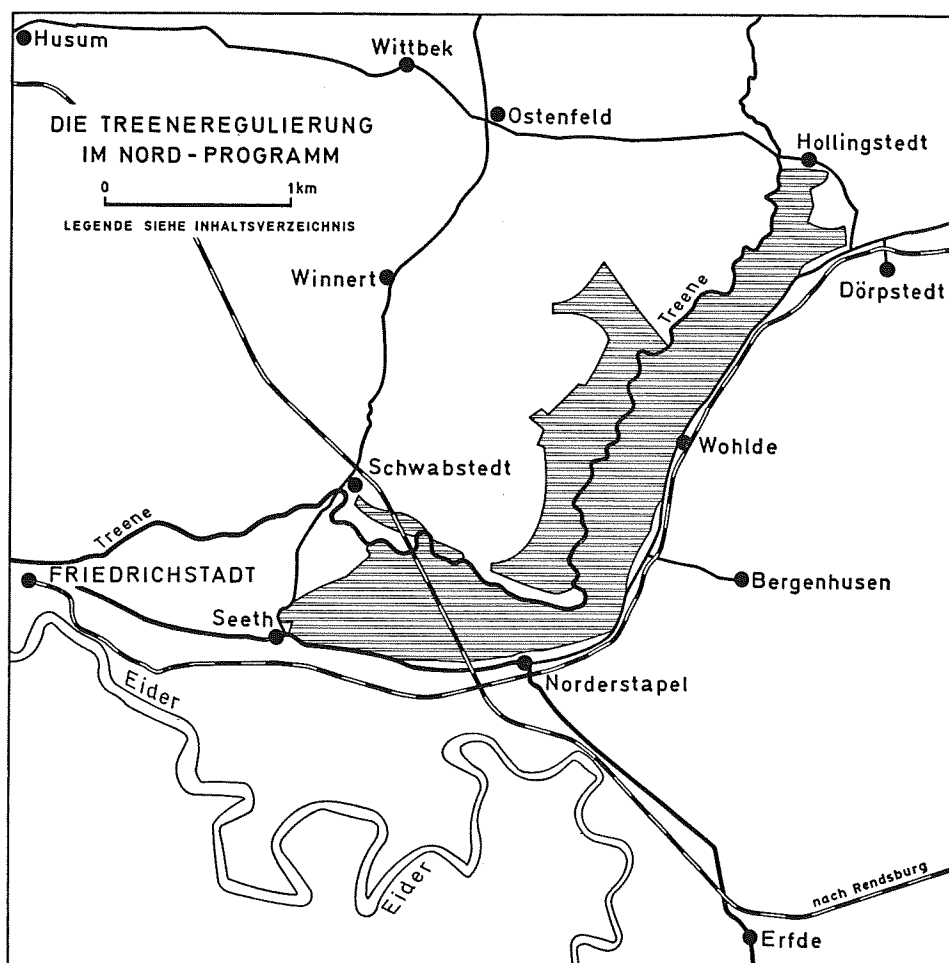 Husum
Wittbek
Ostenfeld
DIE TREENEREGULIERUNG
IM NORD-PROGRAMM
0 1km
LEGENDE SIEHE INHALTSVERZEICHNIS
Hollingstedt
Winnert
Treene
Dörpstedt
Wohlde
Schwabstedt
Treene
FRIEDRICHSTADT
Bergenhusen
Seeth
Norderstapel
Eider
Eider
nach Rendsburg
Erfde